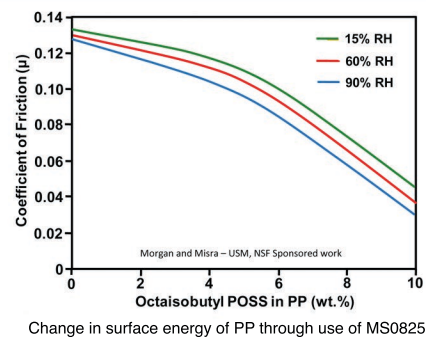 0.14
0.12
0.10
0.08
0.06
0.04
0.02
0
Coefficient of Friction (μ)
15% RH
60% RH
90% RH
Morgan and Misra – USM, NSF Sponsored work
0 2 4 6 8 10
Octaisobutyl POSS in PP (wt.%)
Change in surface energy of PP through use of MS0825